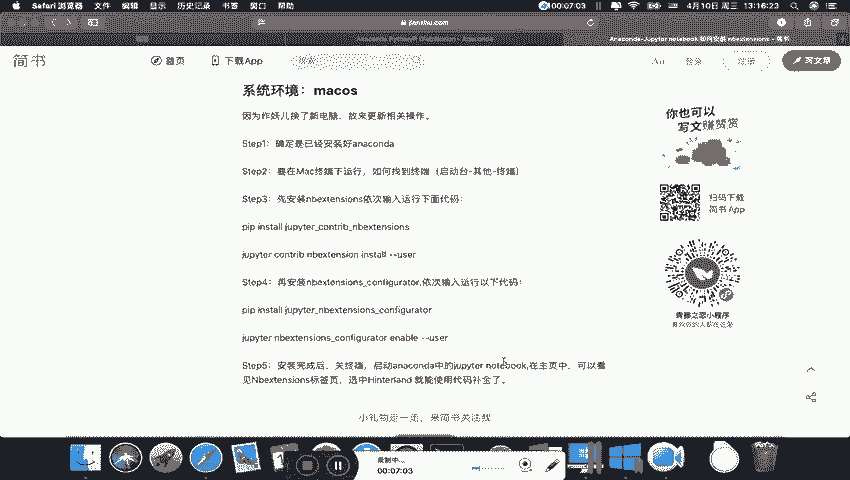 Safari 浏览器 文件 编辑 显示 历史记录 书签 窗口 帮助
00:07:03
4月10日 周三 13:16:23
jianshu.com
Anaconda-Jupyter notebook 如何安装 nbextensions - 简书
简书
首页
下载App
Aa
登录
写文章
系统环境：macos
因为作妖儿换了新电脑，故来更新相关操作。
Step1：确定是已经安装好anaconda
Step2：要在Mac终端下运行，如何找到终端（启动台-其他-终端）
Step3：先安装nbextensions依次输入运行下面代码：
pip install jupyter_contrib_nbextensions
jupyter contrib nbextension install --user
Step4：再安装nbextensions_configurator,依次输入运行以下代码：
pip install jupyter_nbextensions_configurator
jupyter nbextensions_configurator enable --user
Step5：安装完成后，关终端，启动anaconda中的jupyter notebook,在主页中，可以看
见Nbextensions标签页，选中Hinterland 就能使用代码补全了。
小礼物走一走，来简书关注我
你也可以
写文章赚赞赏
扫码下载
简书 App
青藤之恋小程序
录制中...
00:07:03